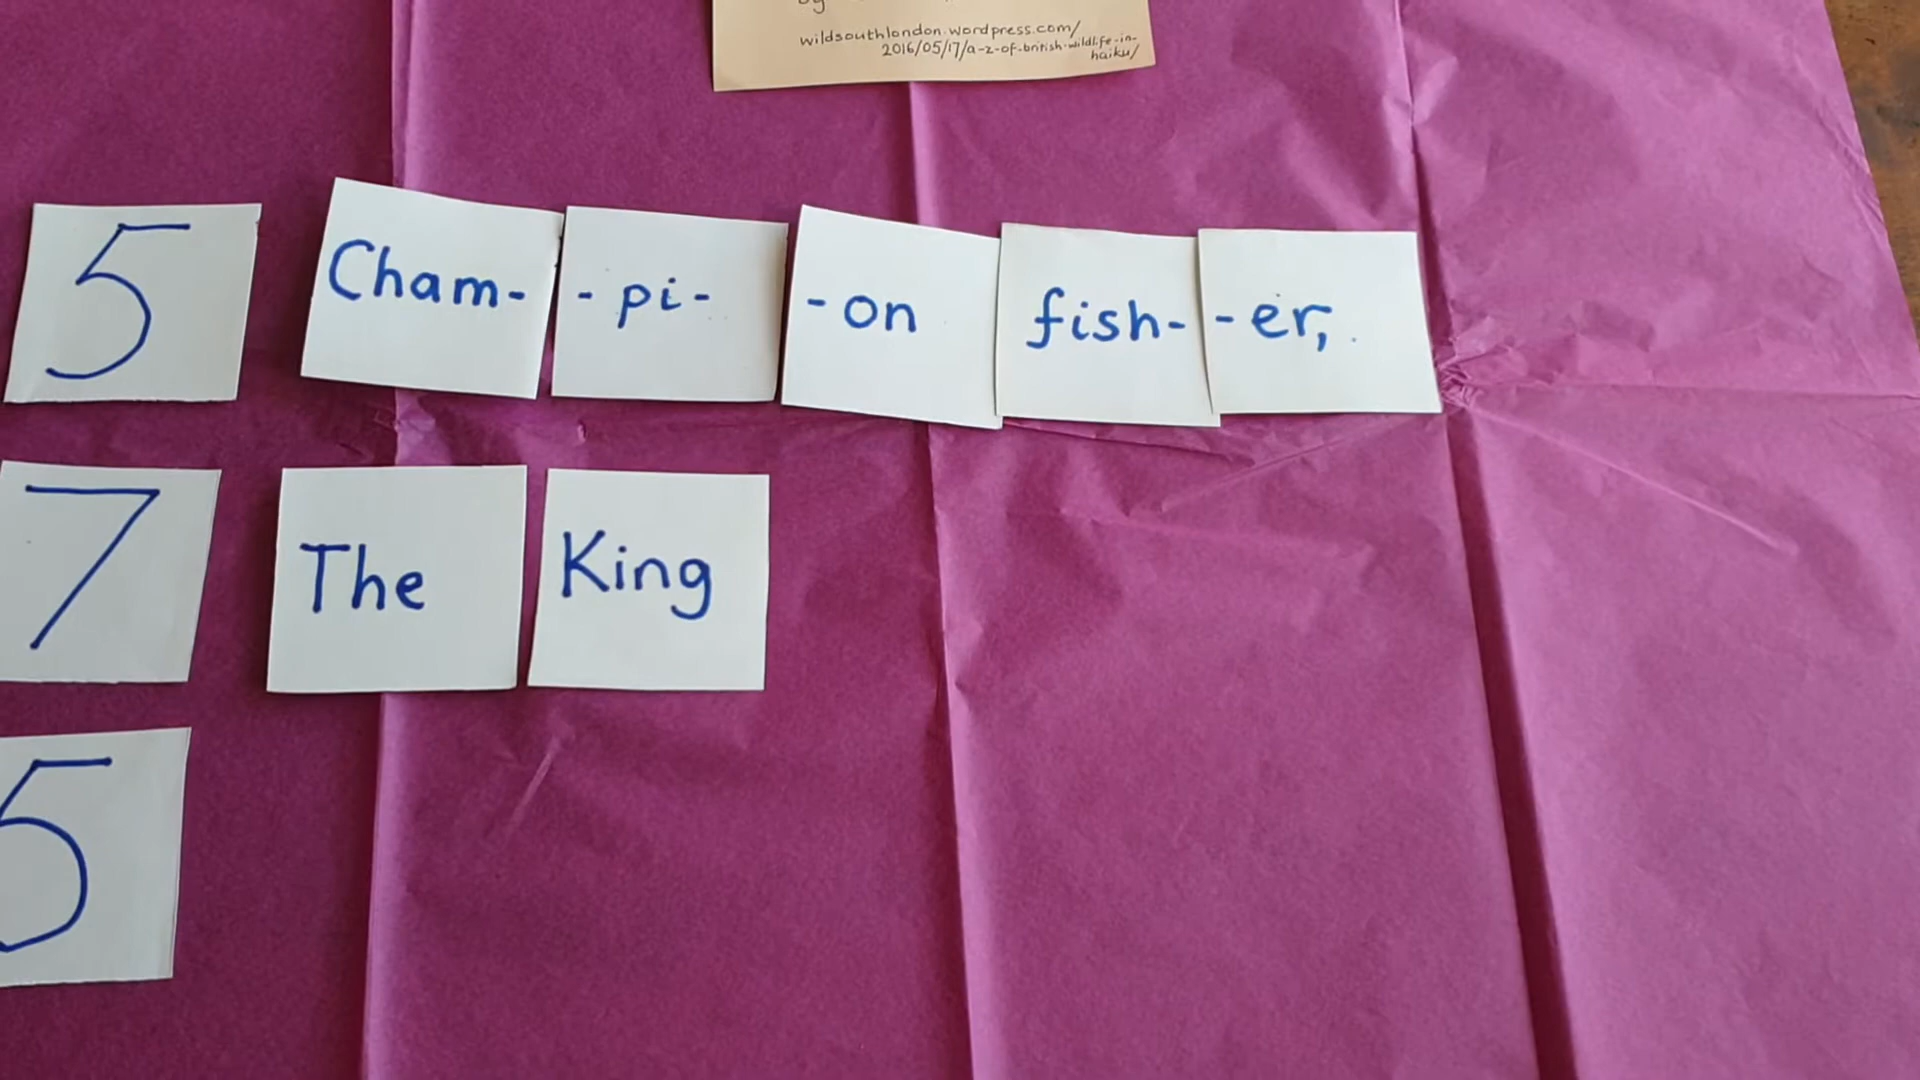 by
wildsouthlondon.wordpress.com/
2016/05/17/a-z-of-british-wildlife-in-
haiku/
5 Cham- -pi- -on fish- -er,
7 The King
5